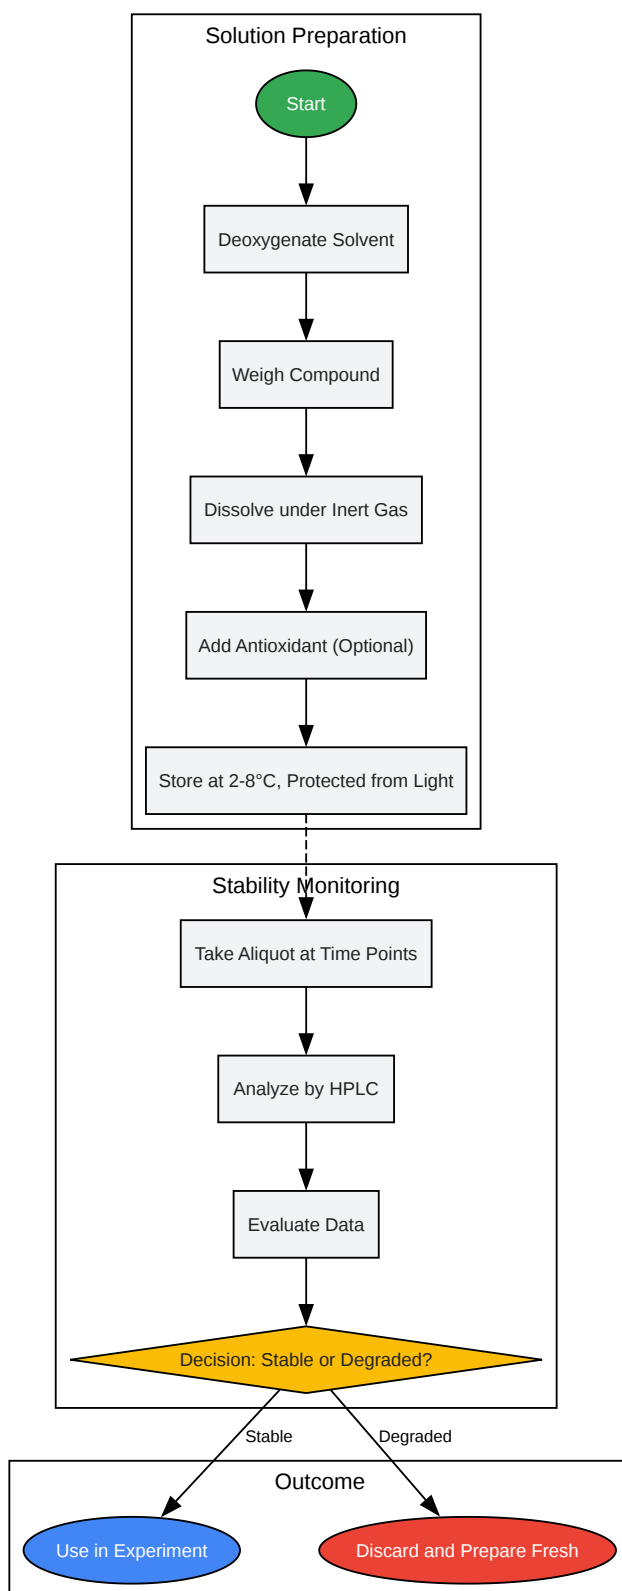 Solution Preparation
Start
Deoxygenate Solvent
Weigh Compound
Dissolve under Inert Gas
Add Antioxidant (Optional)
Store at 2-8°C, Protected from Light
Stability Monitoring
Take Aliquot at Time Points
Analyze by HPLC
Evaluate Data
Decision: Stable or Degraded?
Stable
Degraded
Outcome
Use in Experiment
Discard and Prepare Fresh